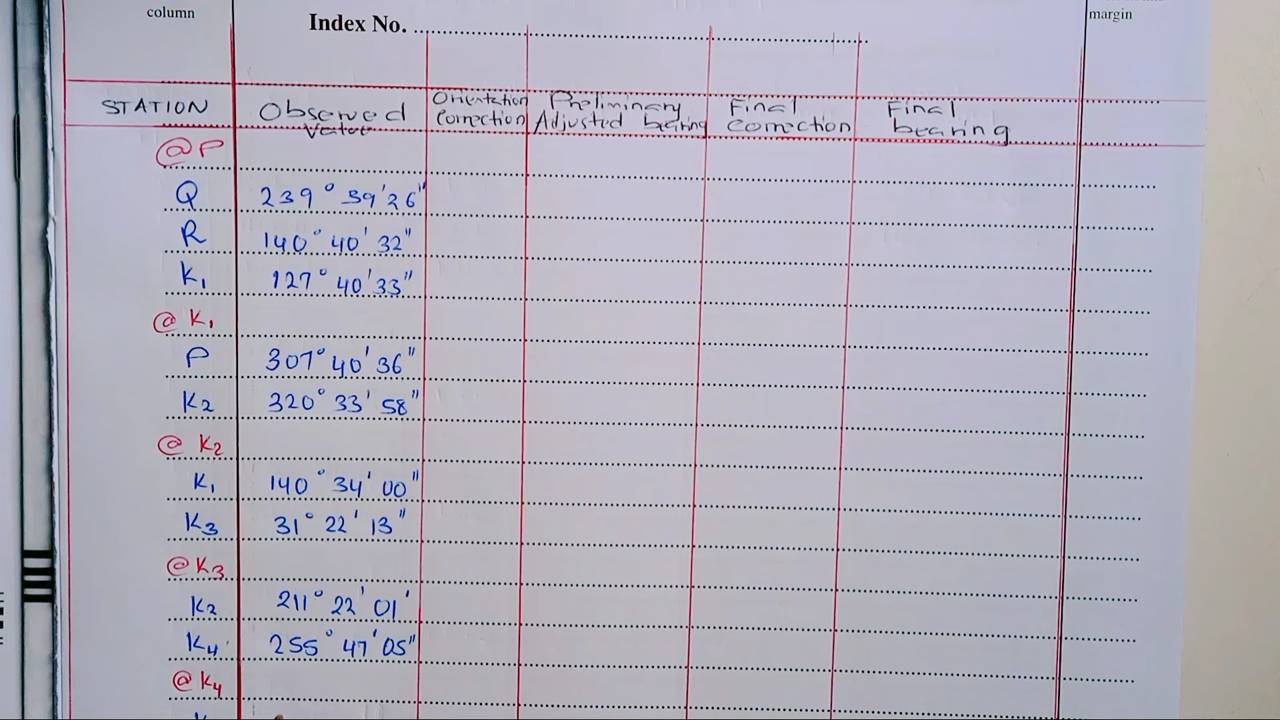 column
margin
Index No.
STATION Observed Value Orientation Correction Preliminary Adjusted bearing Final correction Final bearing
@P
Q 239° 39' 26"
R 140° 40' 32"
K₁ 127° 40' 33"
@ K₁
P 307° 40' 36"
K₂ 320° 33' 58"
@ K₂
K₁ 140° 34' 00"
K₃ 31° 22' 13"
@K₃
K₂ 211° 22' 01'
K₄ 255° 47' 05"
@K₄